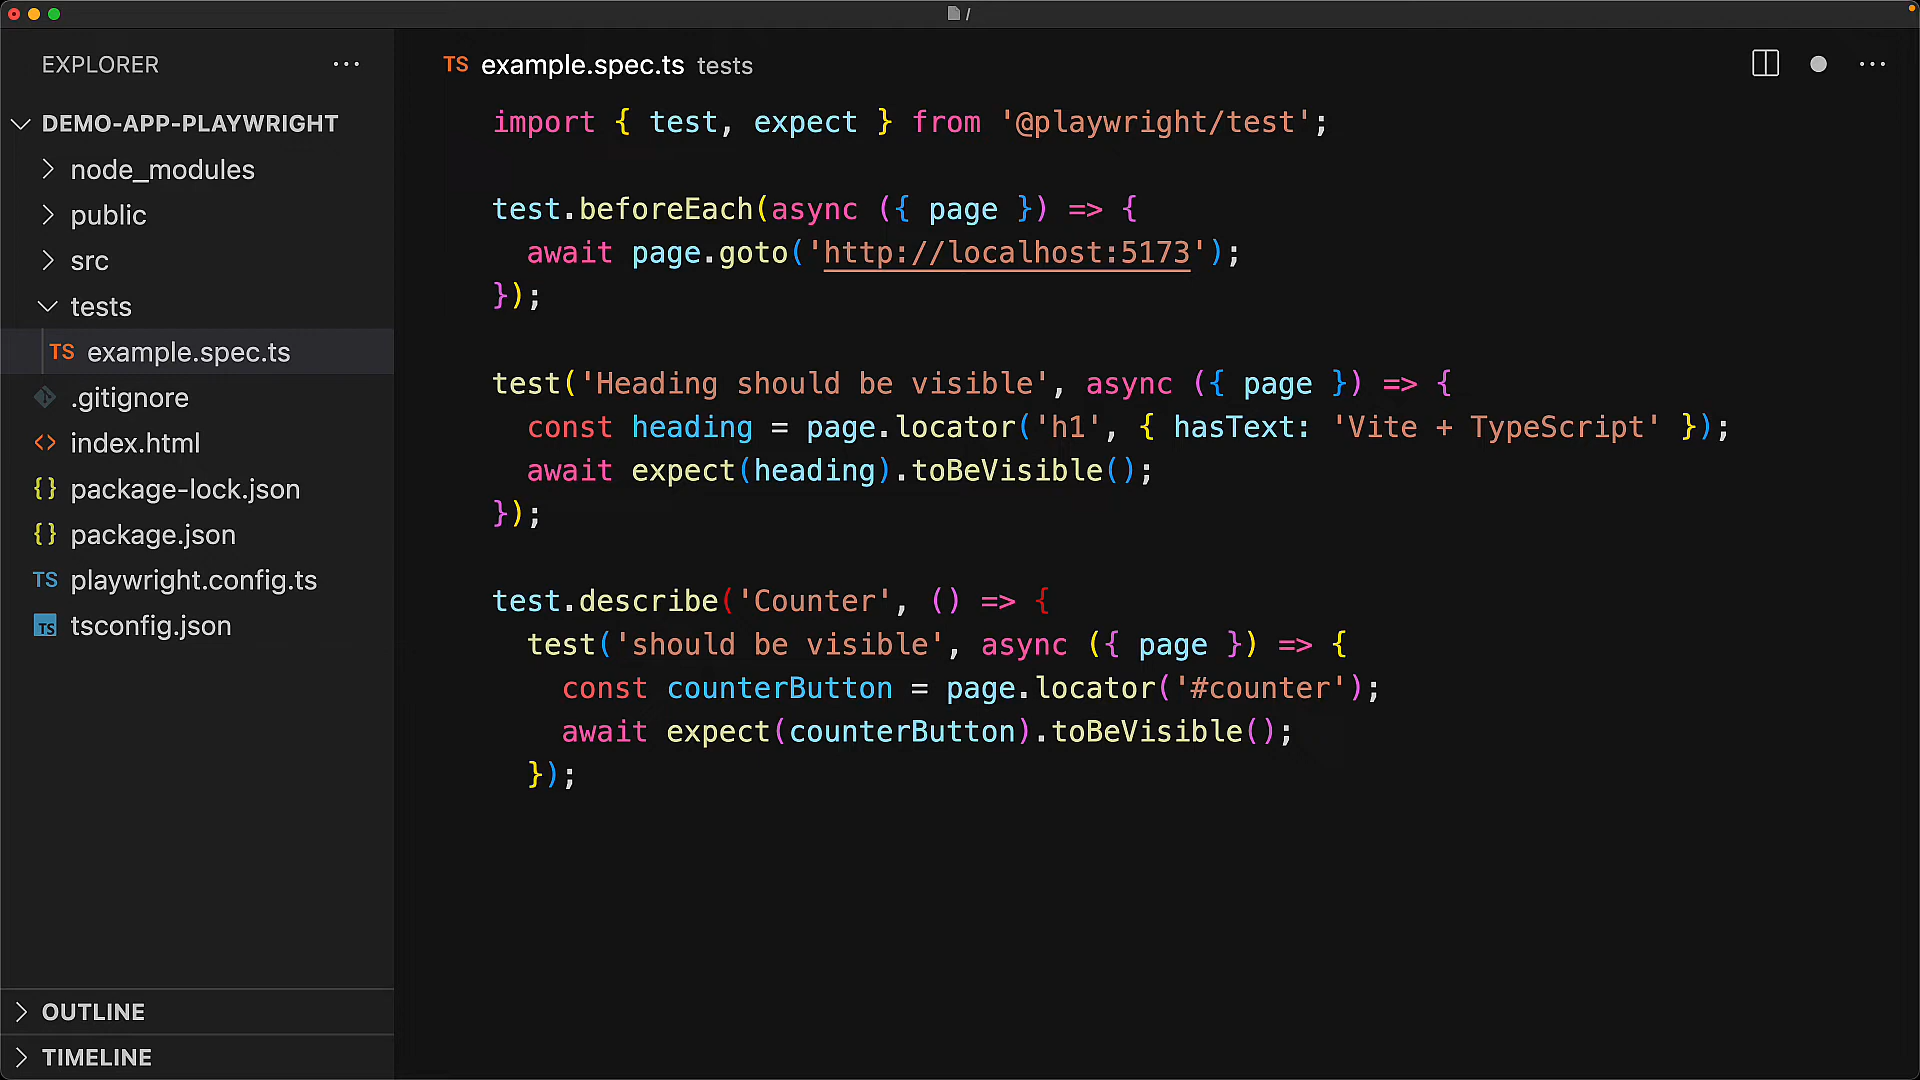 /
EXPLORER ...
DEMO-APP-PLAYWRIGHT
node_modules
public
src
tests
TS example.spec.ts
.gitignore
<> index.html
{} package-lock.json
{} package.json
TS playwright.config.ts
TS tsconfig.json
OUTLINE
TIMELINE
TS example.spec.ts tests ...
import { test, expect } from '@playwright/test';

test.beforeEach(async ({ page }) => {
  await page.goto('http://localhost:5173');
});

test('Heading should be visible', async ({ page }) => {
  const heading = page.locator('h1', { hasText: 'Vite + TypeScript' });
  await expect(heading).toBeVisible();
});

test.describe('Counter', () => {
  test('should be visible', async ({ page }) => {
    const counterButton = page.locator('#counter');
    await expect(counterButton).toBeVisible();
  });